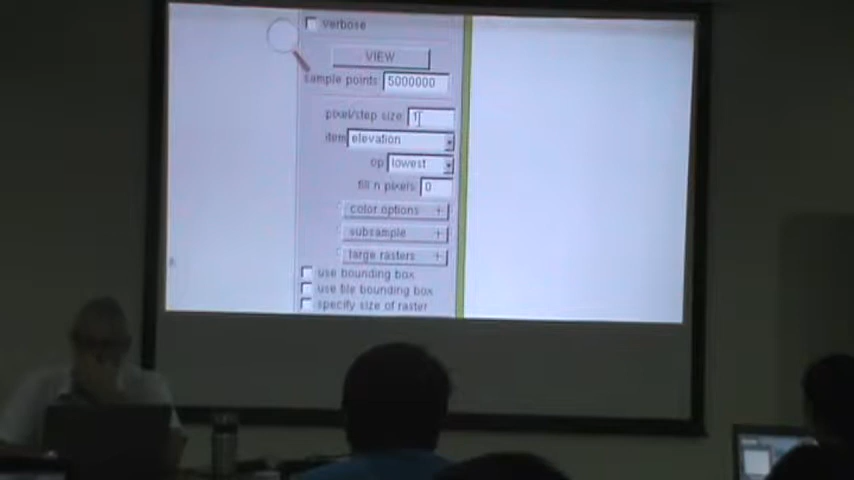 verbose
VIEW
sample points: 5000000
pixel/step size: 1
item elevation
op lowest
fill n pixels: 0
color options +
subsample +
large rasters +
use bounding box
use tile bounding box
specify size of raster